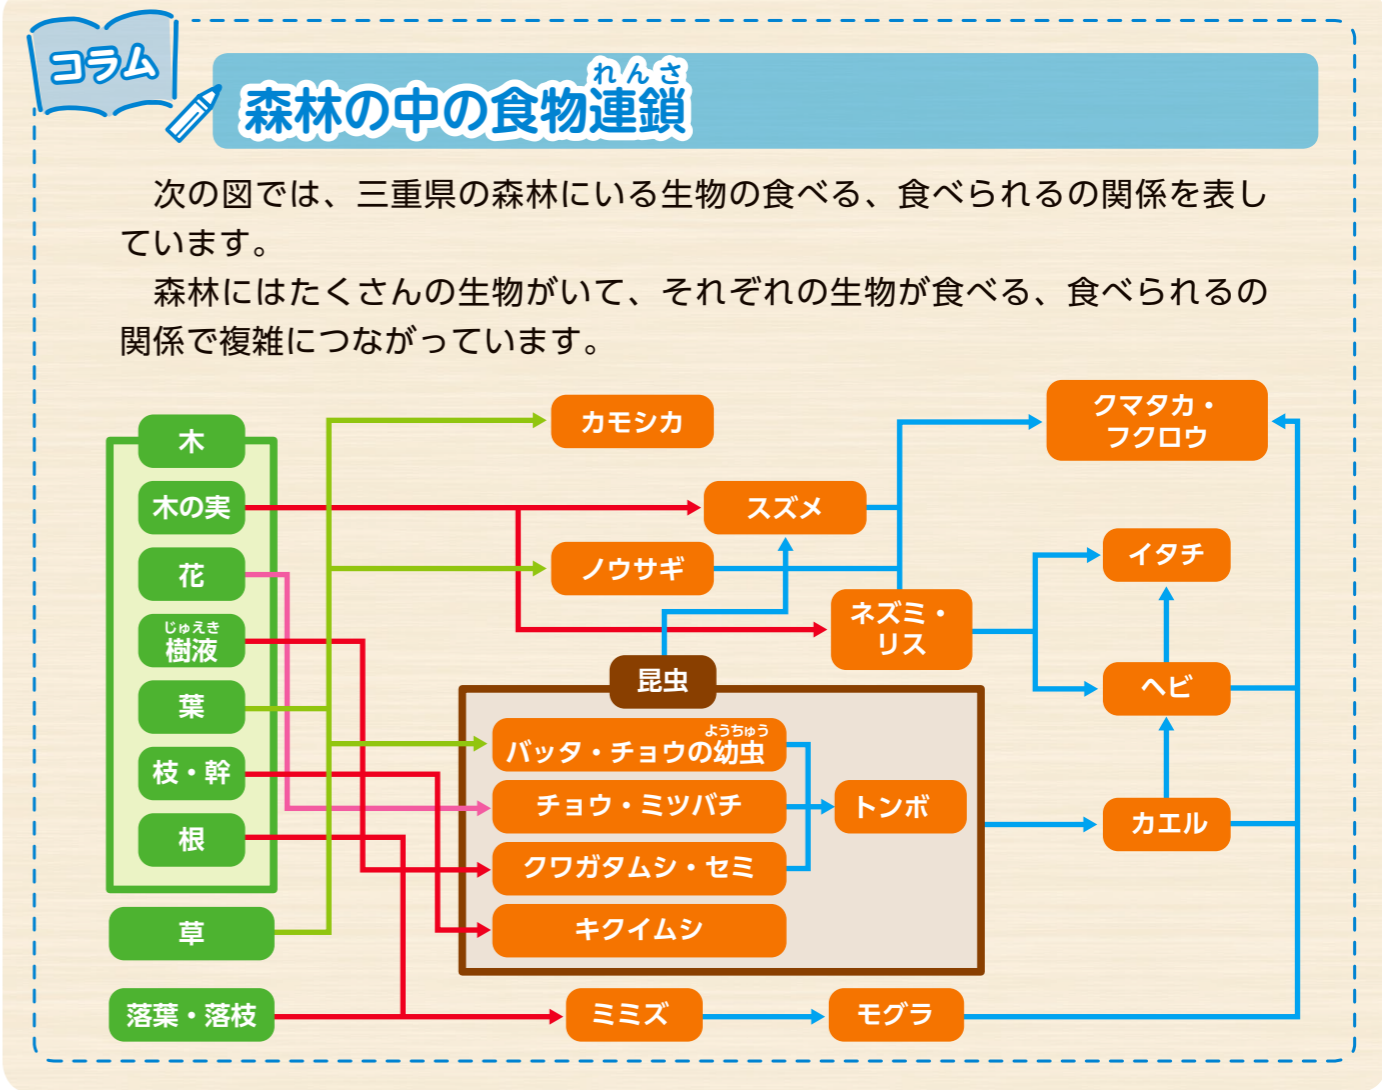 コラム
れんさ
森林の中の食物連鎖
次の図では、三重県の森林にいる生物の食べる、食べられるの関係を表し
ています。
森林にはたくさんの生物がいて、それぞれの生物が食べる、食べられるの
関係で複雑につながっています。
木
木の実
花
じゅえき
樹液
葉
枝・幹
根
草
落葉・落枝
カモシカ
スズメ
ノウサギ
ネズミ・
リス
昆虫
ようちゅう
バッタ・チョウの幼虫
チョウ・ミツバチ
クワガタムシ・セミ
キクイムシ
トンボ
ミミズ
モグラ
クマタカ・
フクロウ
イタチ
ヘビ
カエル